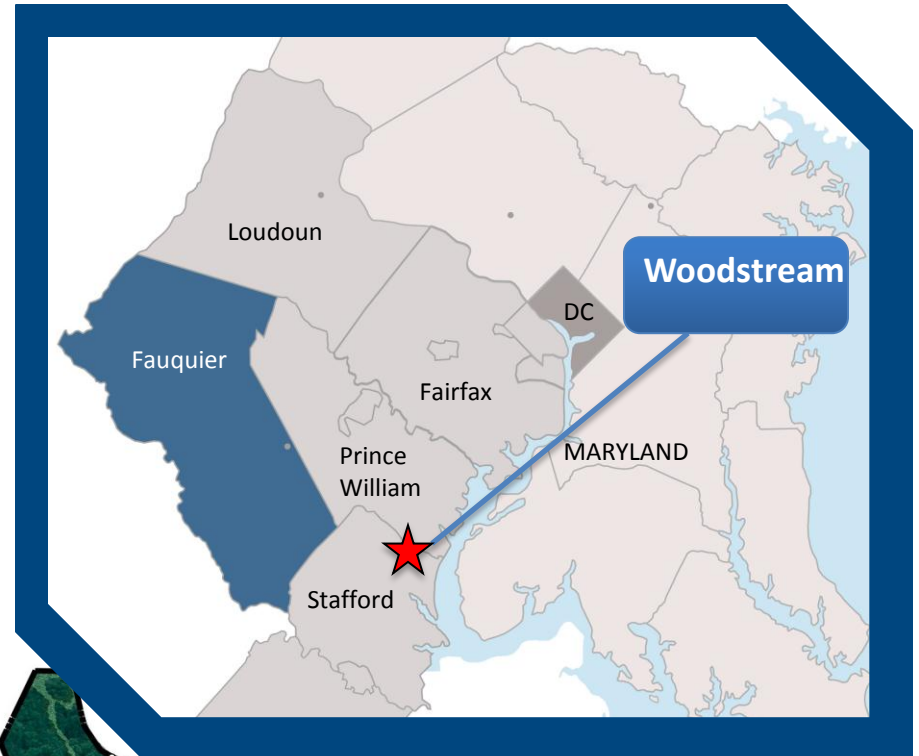 Loudoun
Woodstream
DC
Fauquier
Fairfax
MARYLAND
Prince
William
Stafford